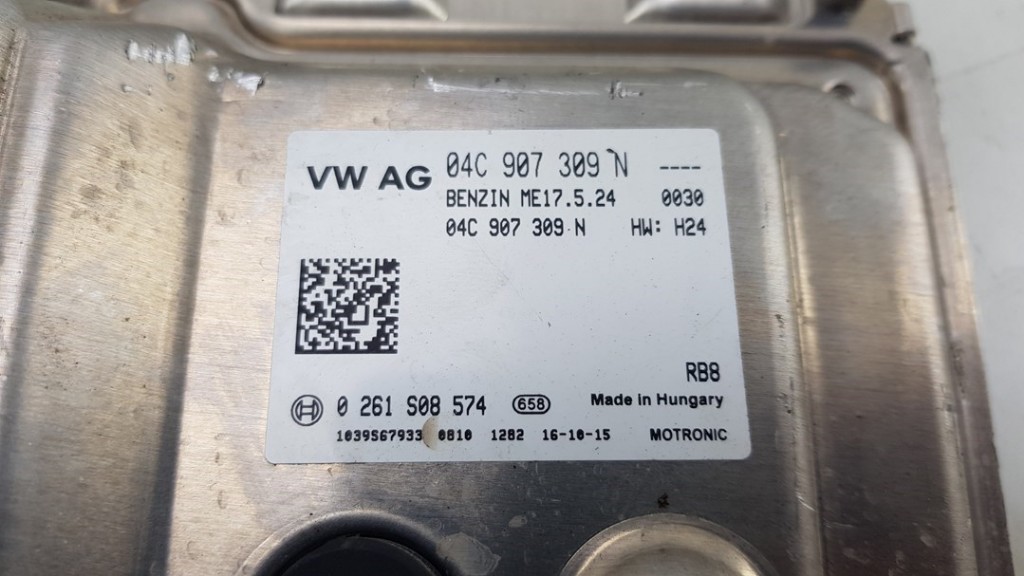 VW AG 04C 907 309 N ----
BENZIN ME17.5.24 0030
04C 907 309 N HW: H24
RB8
0 261 S08 574 658 Made in Hungary
1039S67933 0810 1282 16-10-15 MOTRONIC